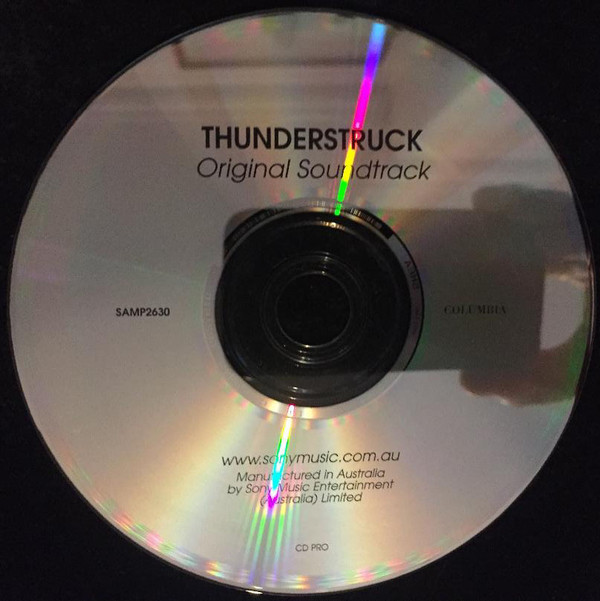 THUNDERSTRUCK
Original Soundtrack
SAMP2630
COLUMBIA
www.sonymusic.com.au
Manufactured in Australia
by Sony Music Entertainment
(Australia) Limited
CD PRO